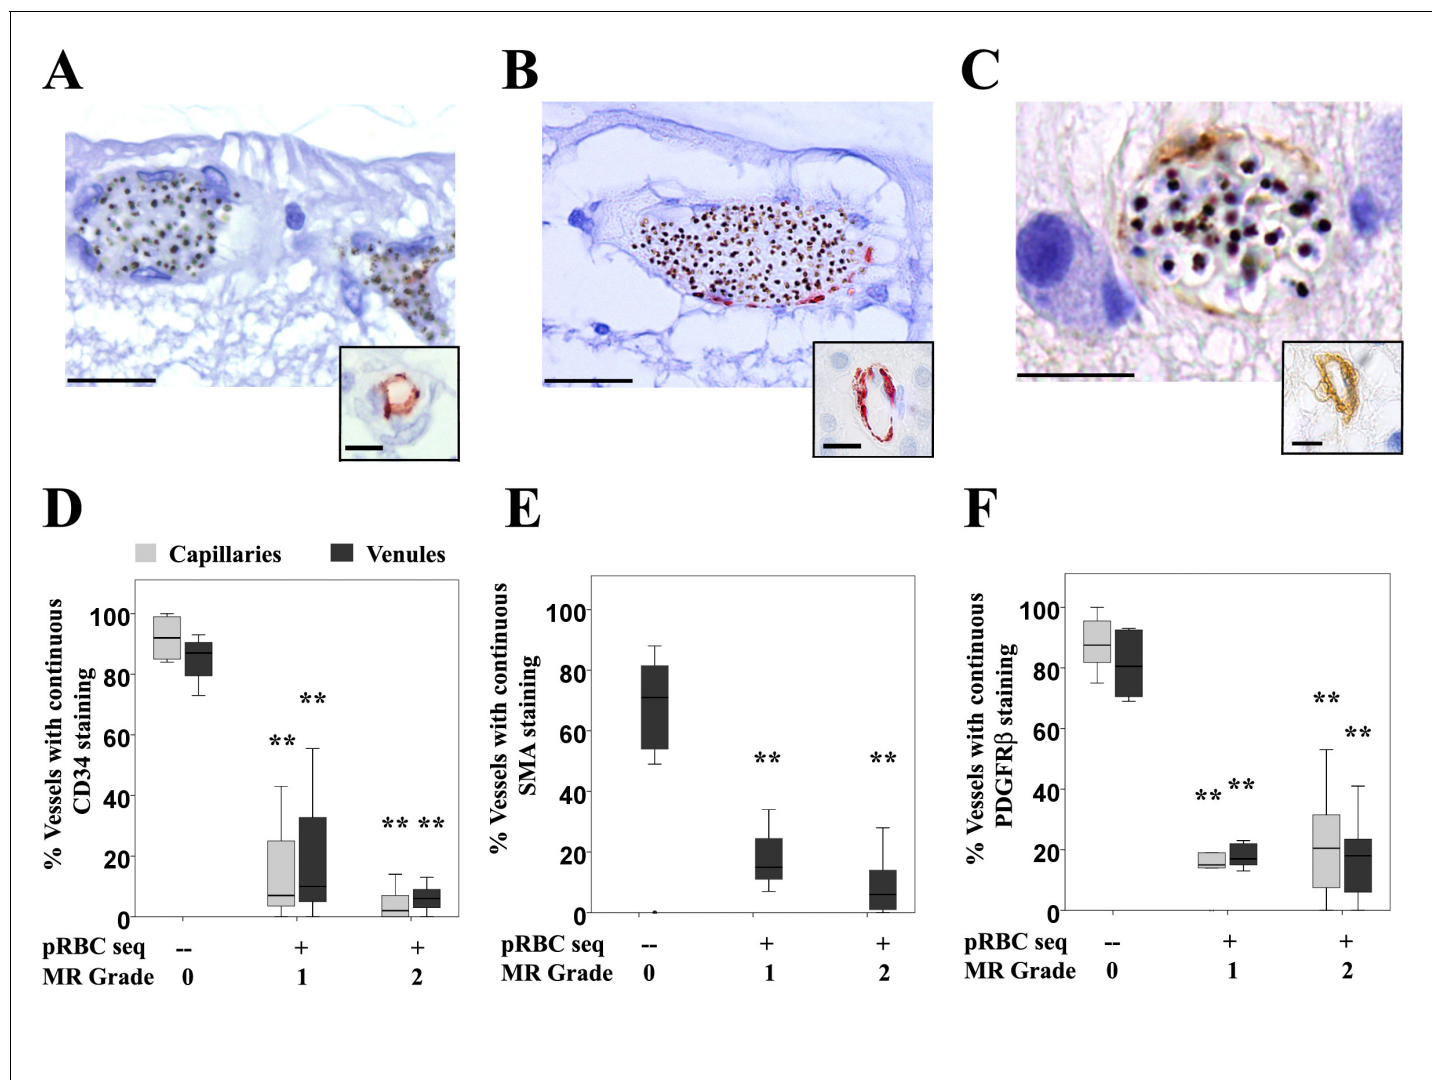 A
B
C
D
E
F
Capillaries
Venules
% Vessels with continuous
CD34 staining
100
80
60
40
20
0
**
**
**
**
pRBC seq -- + +
MR Grade 0 1 2
% Vessels with continuous
SMA staining
100
80
60
40
20
0
**
**
pRBC seq -- + +
MR Grade 0 1 2
% Vessels with continuous
PDGFRβ staining
100
80
60
40
20
0
**
**
**
**
pRBC seq -- + +
MR Grade 0 1 2